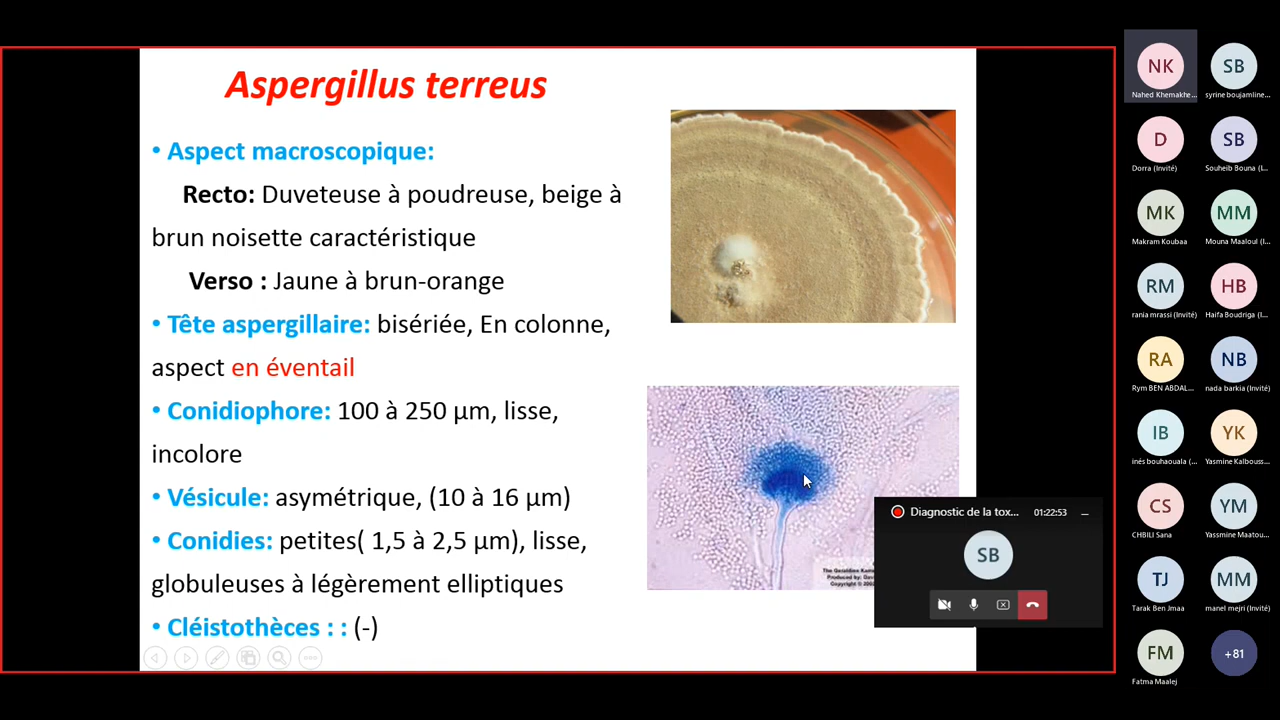 Aspergillus terreus
• Aspect macroscopique:
Recto: Duveteuse à poudreuse, beige à
brun noisette caractéristique
Verso : Jaune à brun-orange
• Tête aspergillaire: bisériée, En colonne,
aspect en éventail
• Conidiophore: 100 à 250 µm, lisse,
incolore
• Vésicule: asymétrique, (10 à 16 µm)
• Conidies: petites( 1,5 à 2,5 µm), lisse,
globuleuses à légèrement elliptiques
• Cléistothèces : : (-)
Produced by:
Copyright ©
Diagnostic de la tox...
01:22:53
SB
NK
Nahed Khemakhe...
SB
syrine boujamline...
D
Dorra (Invité)
SB
Souheib Bouna (I...
MK
Makram Koubaa
MM
Mouna Maaloul (I...
RM
rania mrassi (Invité)
HB
Haifa Boudriga (I...
RA
Rym BEN ABDAL...
NB
nada barkia (Invité)
IB
inés bouhaouala (I...
YK
Yasmine Kalbouss...
CS
CHBILI Sana
YM
Yassmine Maatou...
TJ
Tarak Ben Jmaa
MM
manel mejri (Invité)
FM
Fatma Maalej
+81